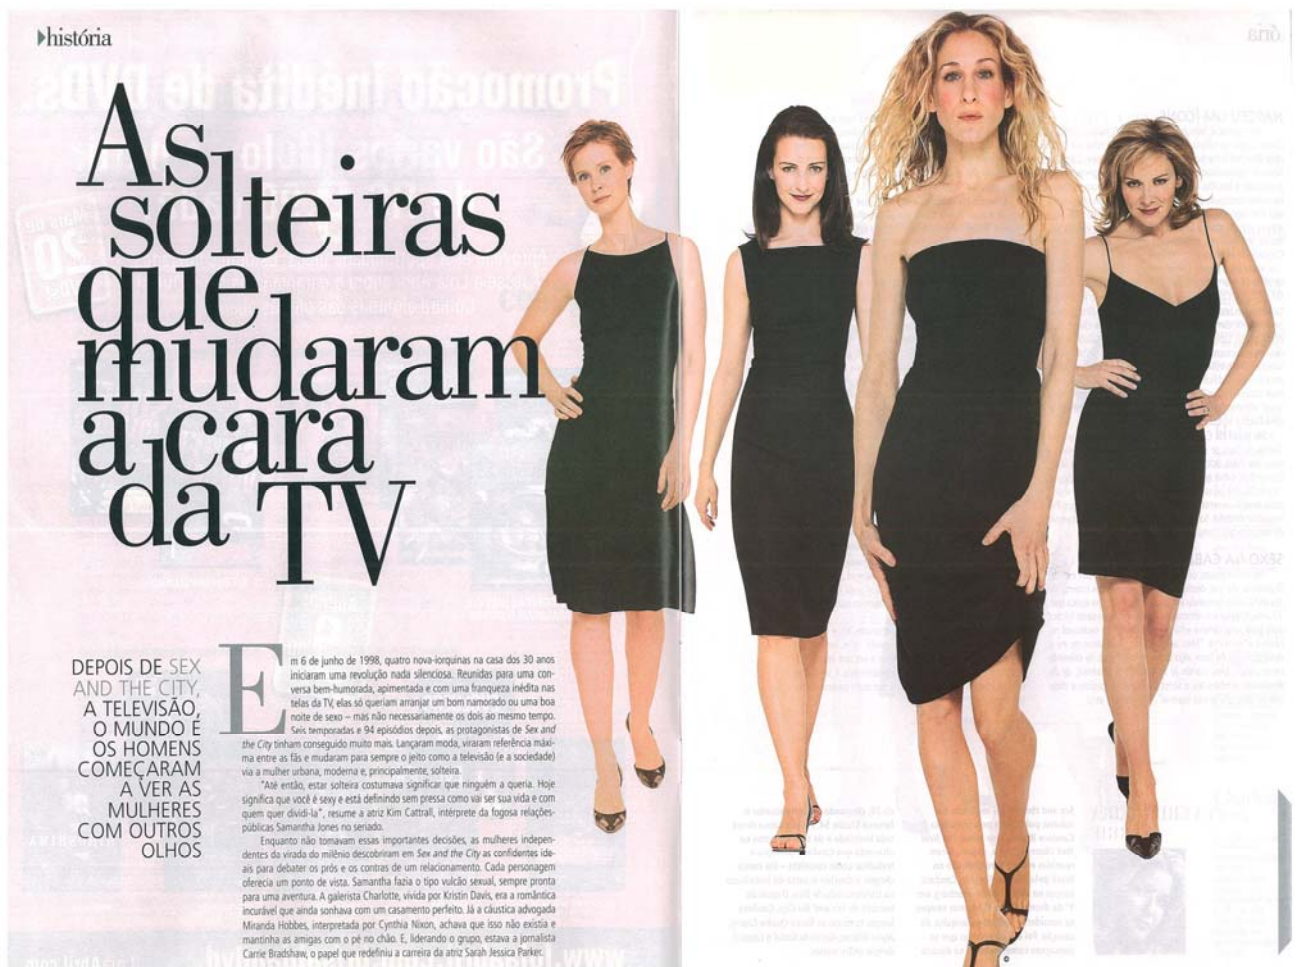 história
As
solteiras
que
mudaram
a cara
da TV
DEPOIS DE SEX
AND THE CITY,
A TELEVISÃO,
O MUNDO E
OS HOMENS
COMEÇARAM
A VER AS
MULHERES
COM OUTROS
OLHOS
Em 6 de junho de 1998, quatro nova-iorquinas na casa dos 30 anos
iniciaram uma revolução nada silenciosa. Reunidas para uma con-
versa bem-humorada, apimentada e com uma franqueza inédita nas
telas da TV, elas só queriam arranjar um bom namorado ou uma boa
noite de sexo – mas não necessariamente os dois ao mesmo tempo.
Seis temporadas e 94 episódios depois, as protagonistas de Sex and
the City tinham conseguido muito mais. Lançaram moda, viraram referência máxi-
ma entre as fãs e mudaram para sempre o jeito como a televisão (e a sociedade)
via a mulher urbana, moderna e, principalmente, solteira.
"Até então, estar solteira costumava significar que ninguém a queria. Hoje
significa que você é sexy e está definindo sem pressa como vai ser sua vida e com
quem quer dividi-la", resume a atriz Kim Cattrall, intérprete da fogosa relações-
públicas Samantha Jones no seriado.
Enquanto não tomavam essas importantes decisões, as mulheres indepen-
dentes da virada do milênio descobriram em Sex and the City as confidentes ide-
ais para debater os prós e os contras de um relacionamento. Cada personagem
oferecia um ponto de vista. Samantha fazia o tipo vulcão sexual, sempre pronta
para uma aventura. A galerista Charlotte, vivida por Kristin Davis, era a romântica
incurável que ainda sonhava com um casamento perfeito. Já a cáustica advogada
Miranda Hobbes, interpretada por Cynthia Nixon, achava que isso não existia e
mantinha as amigas com o pé no chão. E, liderando o grupo, estava a jornalista
Carrie Bradshaw, o papel que redefiniu a carreira da atriz Sarah Jessica Parker.